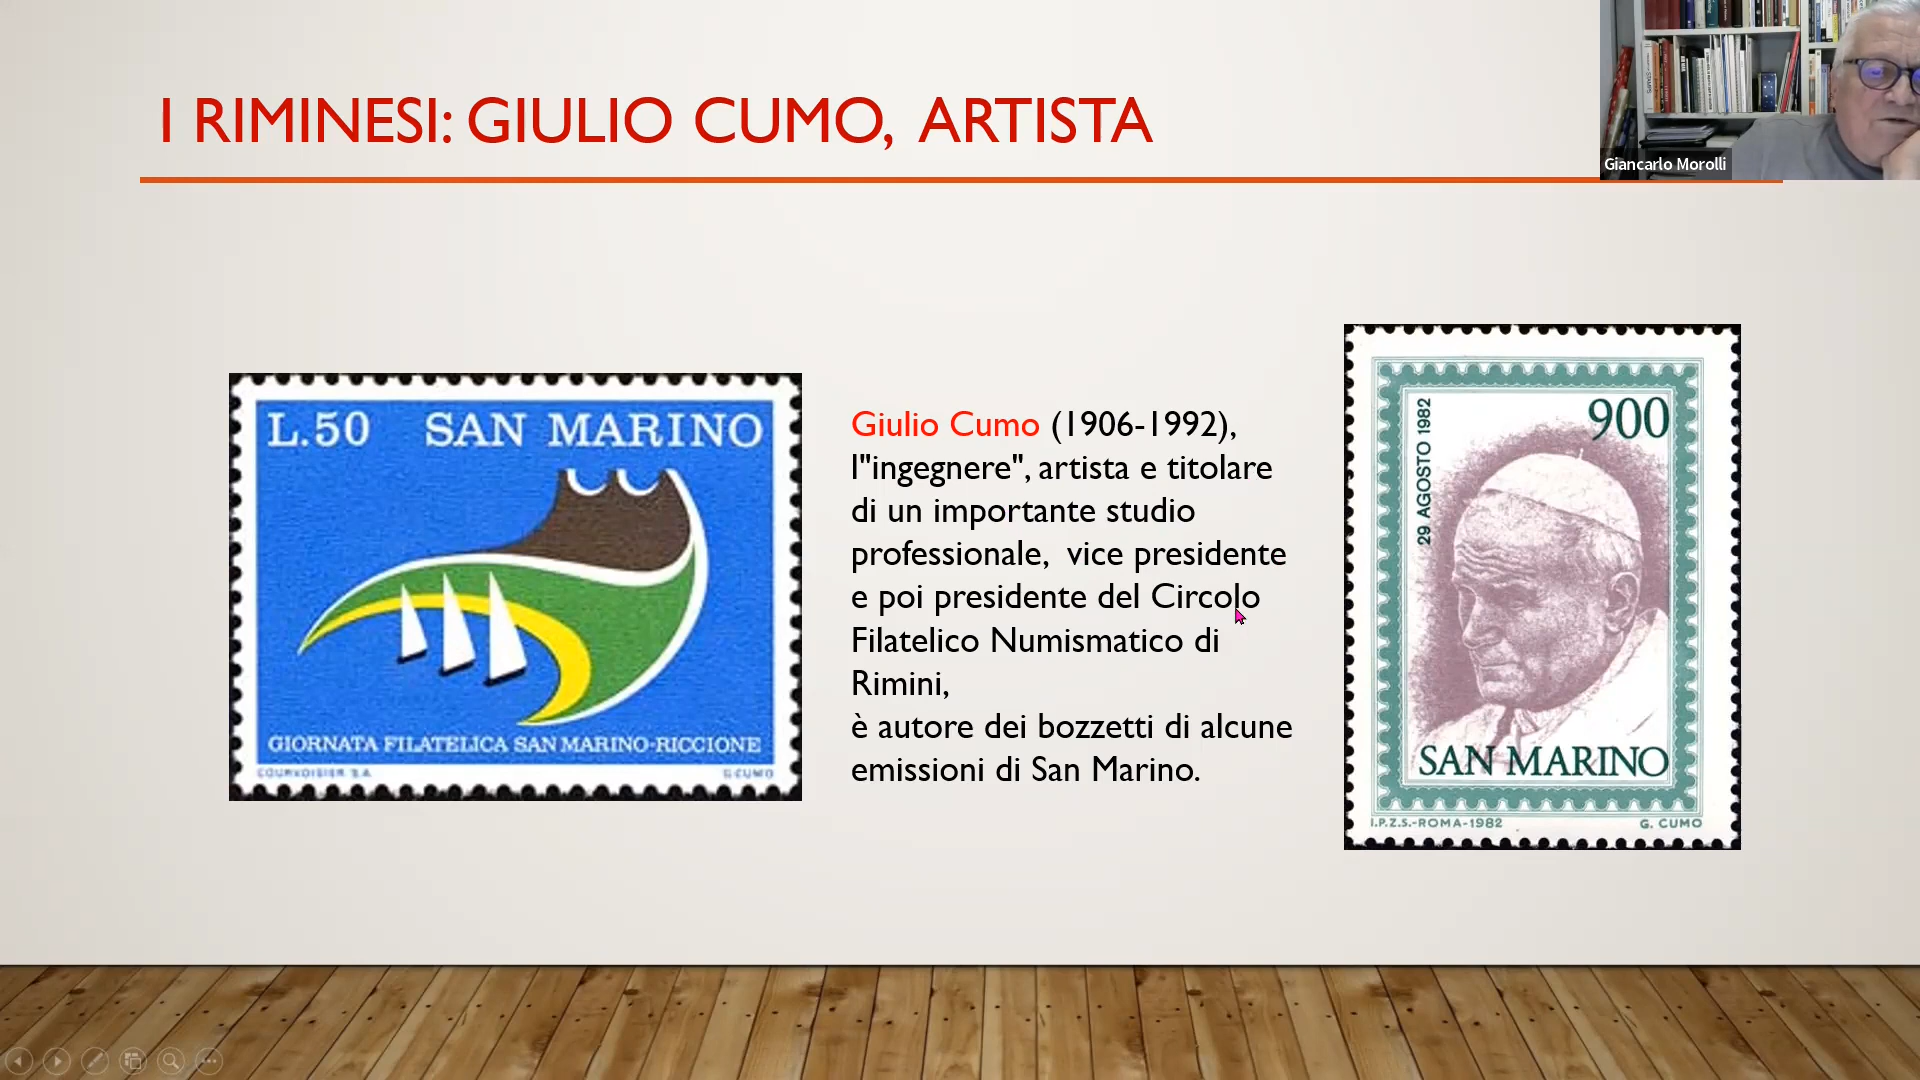 I RIMINESI: GIULIO CUMO, ARTISTA
Giancarlo Morolli
L.50 SAN MARINO
GIORNATA FILATELICA SAN MARINO-RICCIONE
COURVOISIER S.A. G.CUMO
Giulio Cumo (1906-1992),
l"ingegnere", artista e titolare
di un importante studio
professionale, vice presidente
e poi presidente del Circolo
Filatelico Numismatico di
Rimini,
è autore dei bozzetti di alcune
emissioni di San Marino.
900
29 AGOSTO 1982
SAN MARINO
I.P.Z.S.-ROMA-1982 G. CUMO